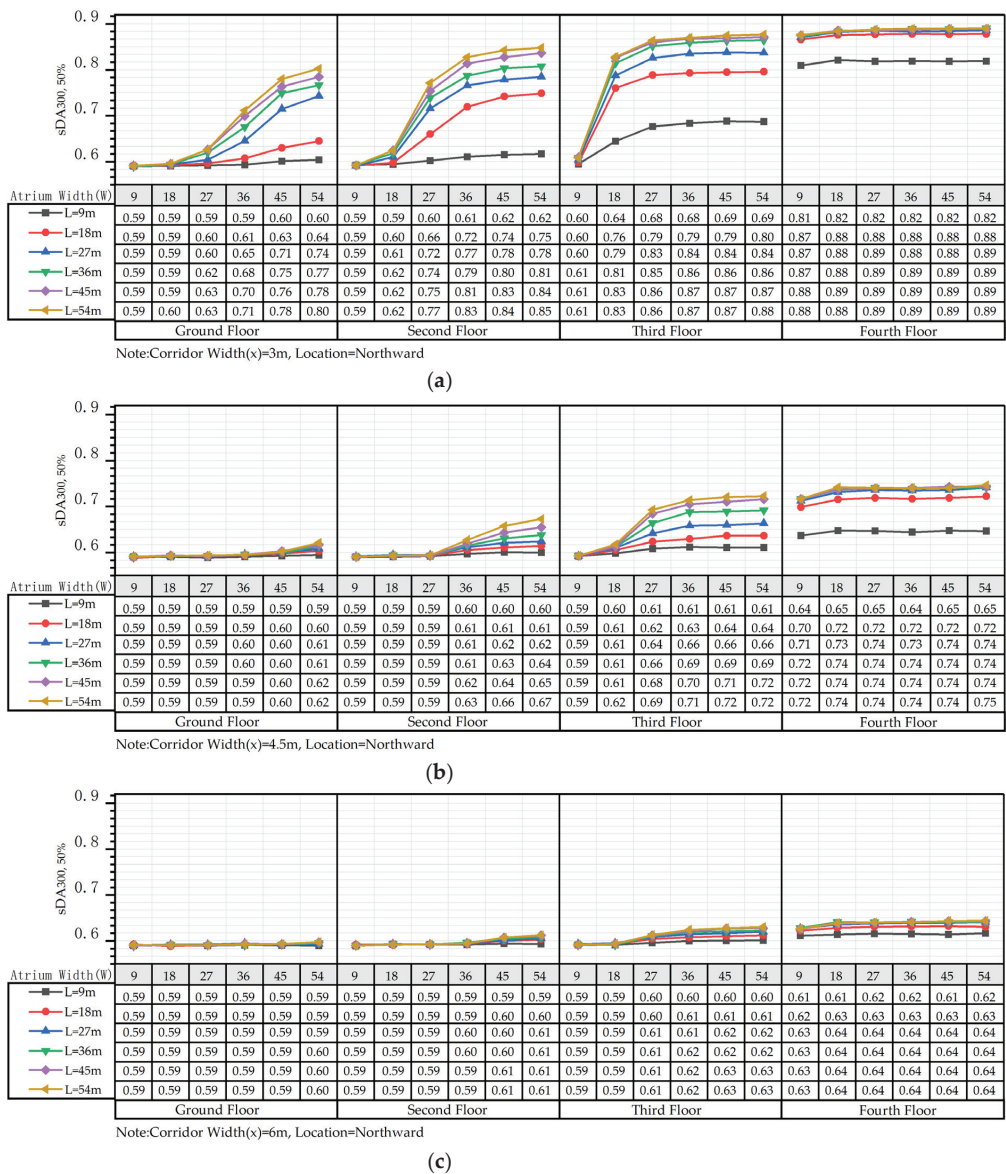 0.9
0.8
0.7
0.6
sDA300, 50%
Atrium Width(W) 9 18 27 36 45 54 9 18 27 36 45 54 9 18 27 36 45 54 9 18 27 36 45 54
L=9m 0.59 0.59 0.59 0.59 0.60 0.60 0.59 0.59 0.60 0.61 0.62 0.62 0.60 0.64 0.68 0.68 0.69 0.69 0.81 0.82 0.82 0.82 0.82 0.82
L=18m 0.59 0.59 0.60 0.61 0.63 0.64 0.59 0.60 0.66 0.72 0.74 0.75 0.60 0.76 0.79 0.79 0.79 0.80 0.87 0.88 0.88 0.88 0.88 0.88
L=27m 0.59 0.59 0.60 0.65 0.71 0.74 0.59 0.61 0.72 0.77 0.78 0.78 0.60 0.79 0.83 0.84 0.84 0.84 0.87 0.88 0.89 0.88 0.88 0.89
L=36m 0.59 0.59 0.62 0.68 0.75 0.77 0.59 0.62 0.74 0.79 0.80 0.81 0.61 0.81 0.85 0.86 0.86 0.86 0.87 0.88 0.89 0.89 0.89 0.89
L=45m 0.59 0.59 0.63 0.70 0.76 0.78 0.59 0.62 0.75 0.81 0.83 0.84 0.61 0.83 0.86 0.87 0.87 0.87 0.88 0.89 0.89 0.89 0.89 0.89
L=54m 0.59 0.60 0.63 0.71 0.78 0.80 0.59 0.62 0.77 0.83 0.84 0.85 0.61 0.83 0.86 0.87 0.87 0.88 0.88 0.88 0.89 0.89 0.89 0.89
Ground Floor Second Floor Third Floor Fourth Floor
Note:Corridor Width(x)=3m, Location=Northward
(a)
0.9
0.8
0.7
0.6
sDA300, 50%
Atrium Width(W) 9 18 27 36 45 54 9 18 27 36 45 54 9 18 27 36 45 54 9 18 27 36 45 54
L=9m 0.59 0.59 0.59 0.59 0.59 0.59 0.59 0.59 0.59 0.60 0.60 0.60 0.59 0.60 0.61 0.61 0.61 0.61 0.64 0.65 0.65 0.64 0.65 0.65
L=18m 0.59 0.59 0.59 0.59 0.60 0.60 0.59 0.59 0.59 0.61 0.61 0.61 0.59 0.61 0.62 0.63 0.64 0.64 0.70 0.72 0.72 0.72 0.72 0.72
L=27m 0.59 0.59 0.59 0.60 0.60 0.61 0.59 0.59 0.59 0.61 0.62 0.62 0.59 0.61 0.64 0.66 0.66 0.66 0.71 0.73 0.74 0.73 0.74 0.74
L=36m 0.59 0.59 0.59 0.60 0.60 0.61 0.59 0.59 0.59 0.61 0.63 0.64 0.59 0.61 0.66 0.69 0.69 0.69 0.72 0.74 0.74 0.74 0.74 0.74
L=45m 0.59 0.59 0.59 0.59 0.60 0.62 0.59 0.59 0.59 0.62 0.64 0.65 0.59 0.61 0.68 0.70 0.71 0.72 0.72 0.74 0.74 0.74 0.74 0.74
L=54m 0.59 0.59 0.59 0.59 0.60 0.62 0.59 0.59 0.59 0.63 0.66 0.67 0.59 0.62 0.69 0.71 0.72 0.72 0.72 0.74 0.74 0.74 0.74 0.75
Ground Floor Second Floor Third Floor Fourth Floor
Note:Corridor Width(x)=4.5m, Location=Northward
(b)
0.9
0.8
0.7
0.6
sDA300, 50%
Atrium Width(W) 9 18 27 36 45 54 9 18 27 36 45 54 9 18 27 36 45 54 9 18 27 36 45 54
L=9m 0.59 0.59 0.59 0.59 0.59 0.59 0.59 0.59 0.59 0.59 0.59 0.59 0.59 0.59 0.60 0.60 0.60 0.60 0.61 0.61 0.62 0.62 0.61 0.62
L=18m 0.59 0.59 0.59 0.59 0.59 0.59 0.59 0.59 0.59 0.59 0.60 0.60 0.59 0.59 0.60 0.61 0.61 0.61 0.62 0.63 0.63 0.63 0.63 0.63
L=27m 0.59 0.59 0.59 0.59 0.59 0.59 0.59 0.59 0.59 0.60 0.60 0.61 0.59 0.59 0.61 0.61 0.62 0.62 0.63 0.64 0.64 0.64 0.64 0.64
L=36m 0.59 0.59 0.59 0.59 0.59 0.60 0.59 0.59 0.59 0.60 0.60 0.61 0.59 0.59 0.61 0.62 0.62 0.62 0.63 0.64 0.64 0.64 0.64 0.64
L=45m 0.59 0.59 0.59 0.59 0.59 0.60 0.59 0.59 0.59 0.59 0.61 0.61 0.59 0.59 0.61 0.62 0.63 0.63 0.63 0.64 0.64 0.64 0.64 0.64
L=54m 0.59 0.59 0.59 0.59 0.59 0.60 0.59 0.59 0.59 0.59 0.61 0.61 0.59 0.59 0.61 0.62 0.63 0.63 0.63 0.64 0.64 0.64 0.64 0.64
Ground Floor Second Floor Third Floor Fourth Floor
Note:Corridor Width(x)=6m, Location=Northward
(c)